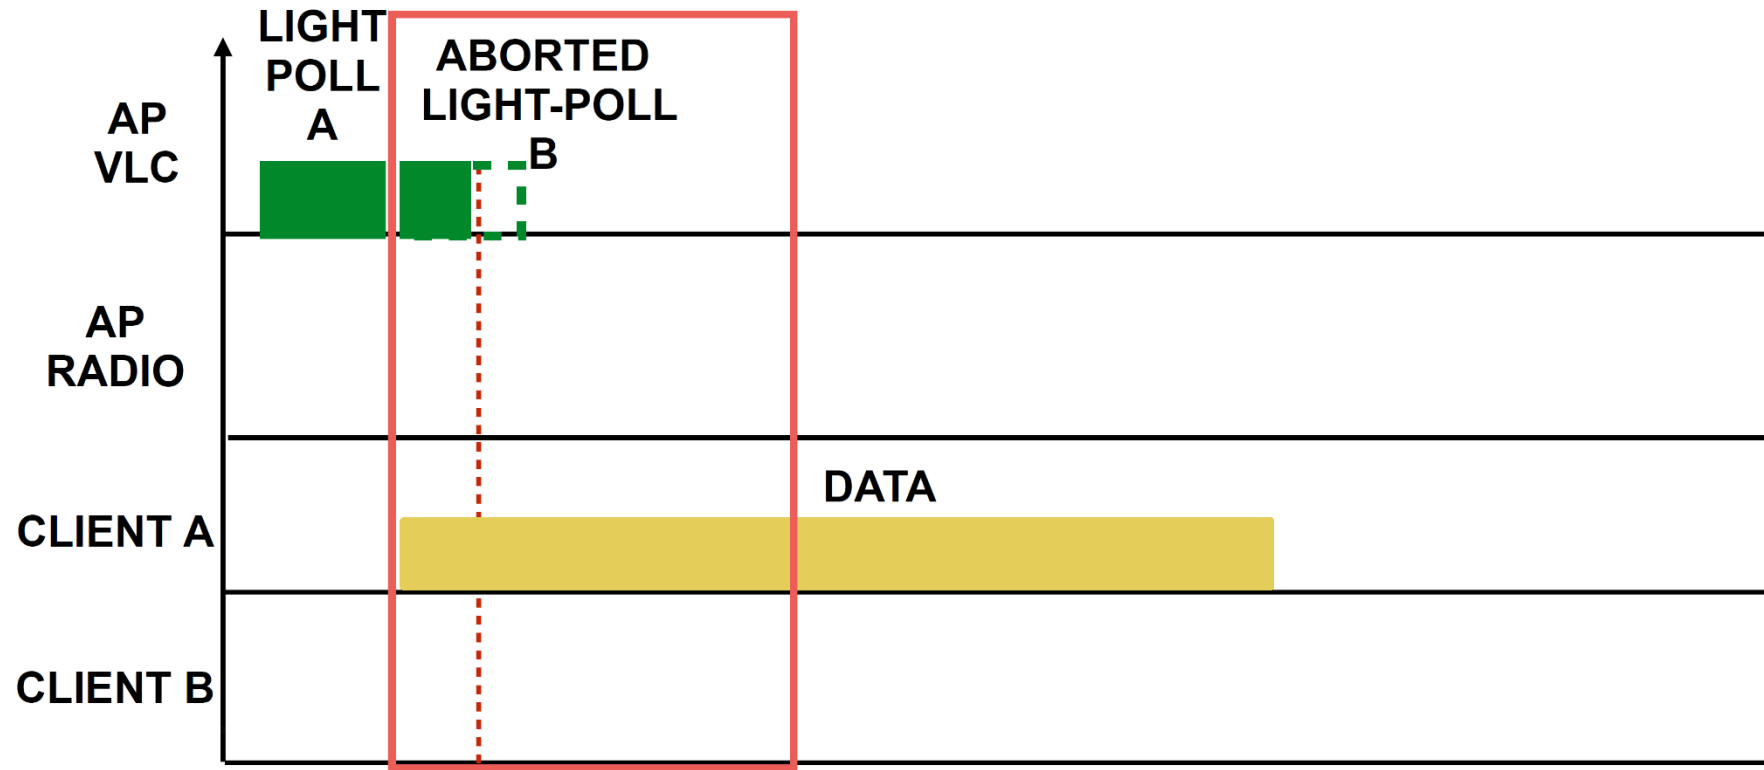 LIGHT
POLL
A
ABORTED
LIGHT-POLL
B
AP
VLC
AP
RADIO
DATA
CLIENT A
CLIENT B